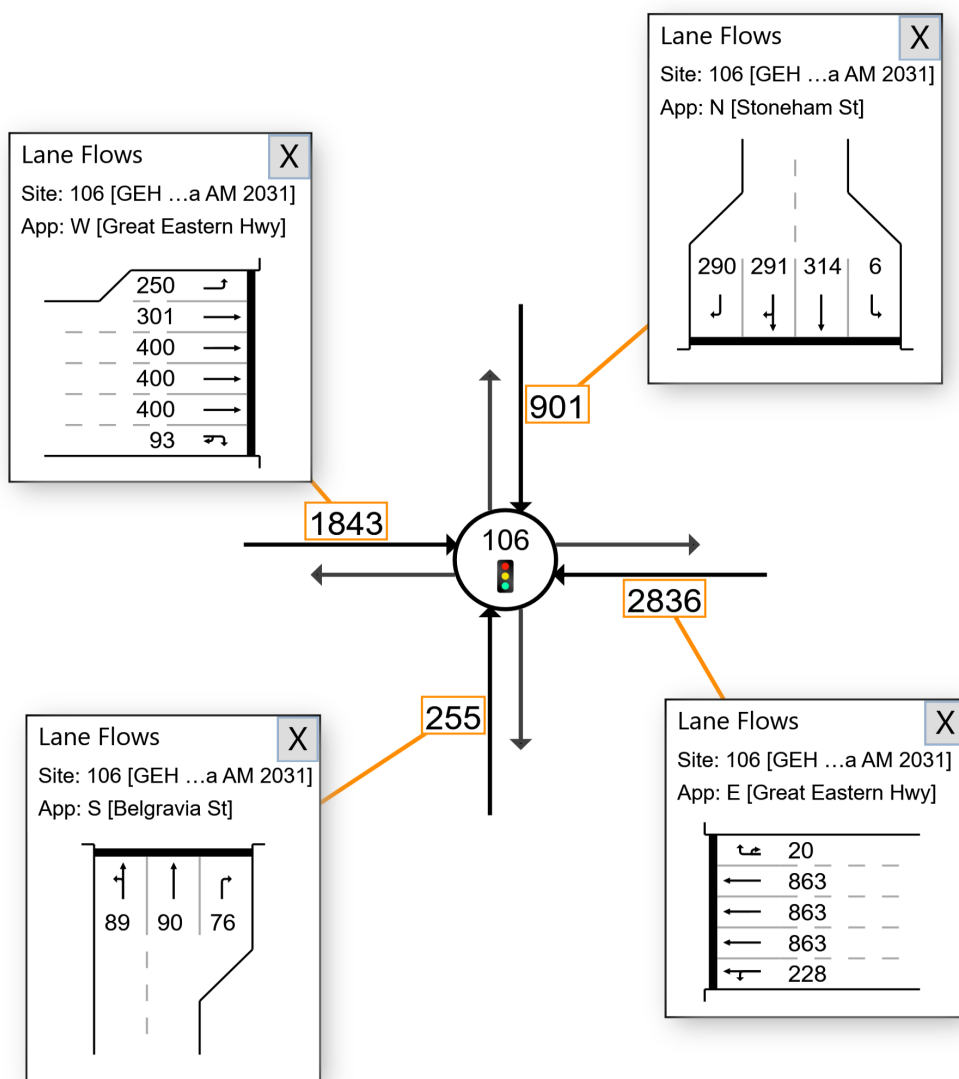 Lane Flows
X
Site: 106 [GEH ...a AM 2031]
App: N [Stoneham St]
290 291 314 6
Lane Flows
X
Site: 106 [GEH ...a AM 2031]
App: W [Great Eastern Hwy]
250
301
400
400
400
93
901
1843
106
2836
255
Lane Flows
X
Site: 106 [GEH ...a AM 2031]
App: S [Belgravia St]
89 90 76
Lane Flows
X
Site: 106 [GEH ...a AM 2031]
App: E [Great Eastern Hwy]
20
863
863
863
228